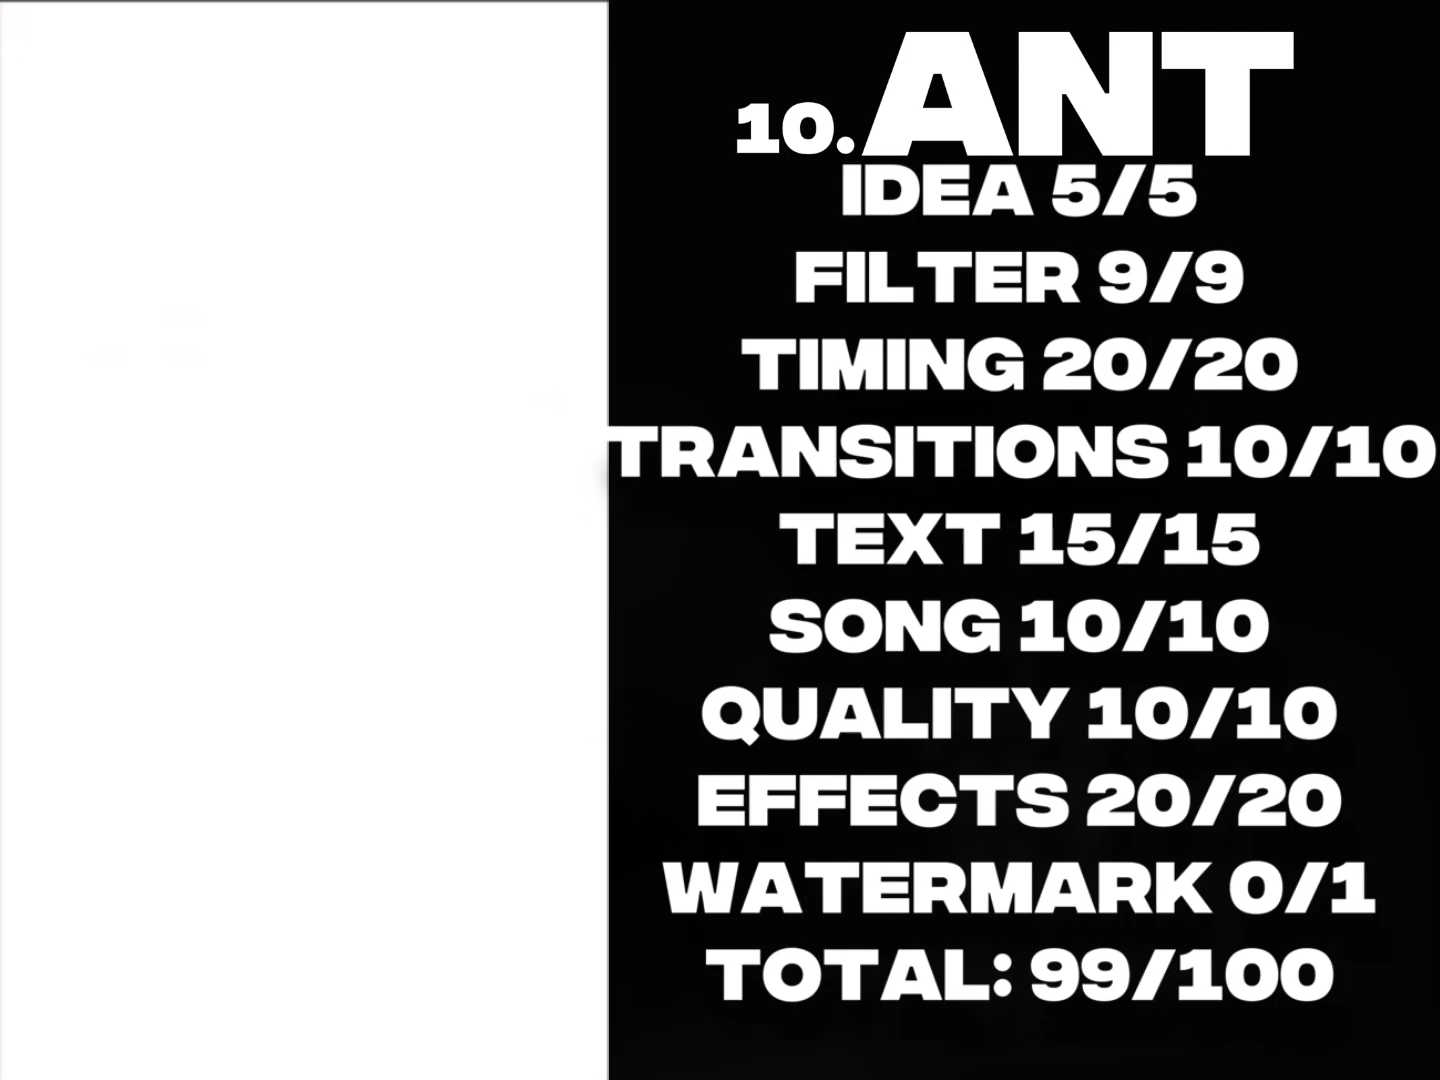 10.ANT
IDEA 5/5
FILTER 9/9
TIMING 20/20
TRANSITIONS 10/10
TEXT 15/15
SONG 10/10
QUALITY 10/10
EFFECTS 20/20
WATERMARK 0/1
TOTAL: 99/100